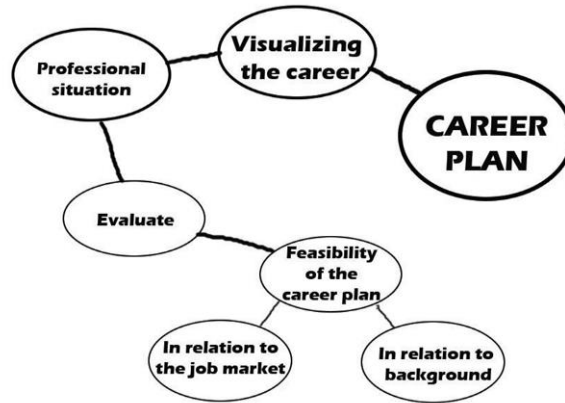 Visualizing
the career
Professional
situation
CAREER
PLAN
Evaluate
Feasibility
of the
career plan
In relation to
the job market
In relation to
background